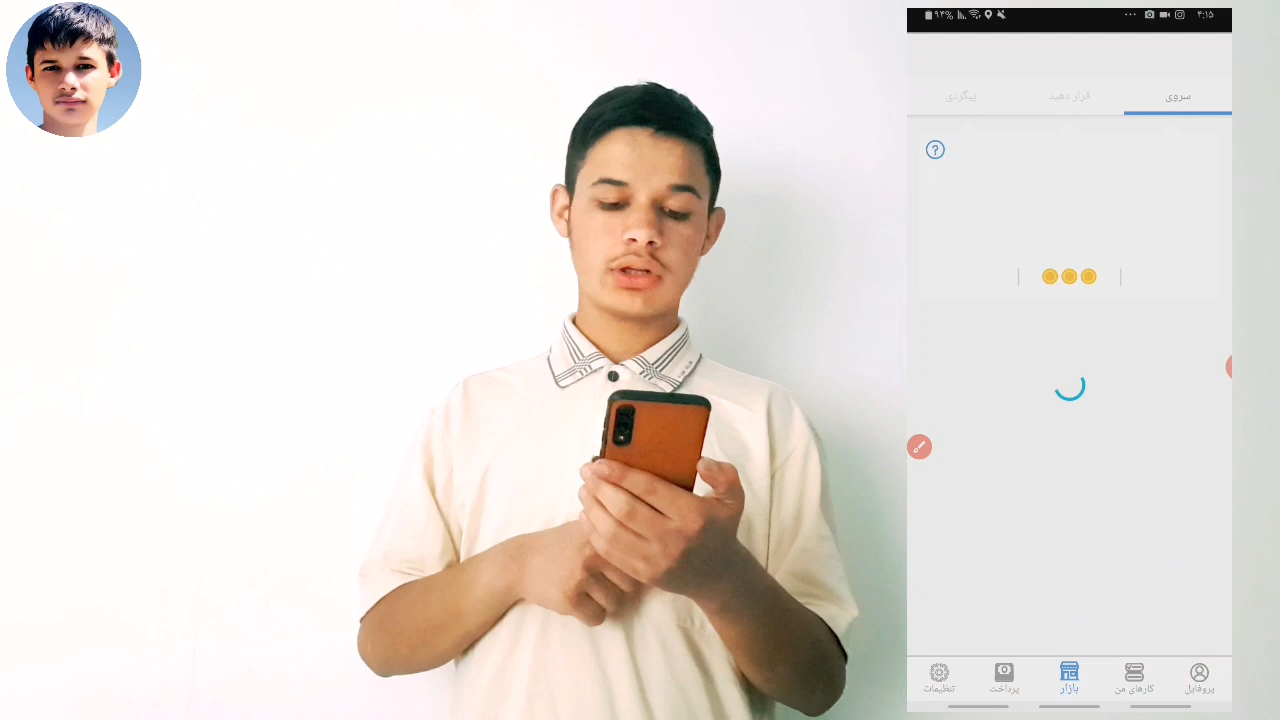 ۹۴% ۴:۱۵
سروی
قرار دهید
پیگردی
پروفایل
کارهای من
بازار
پرداخت
تنظیمات